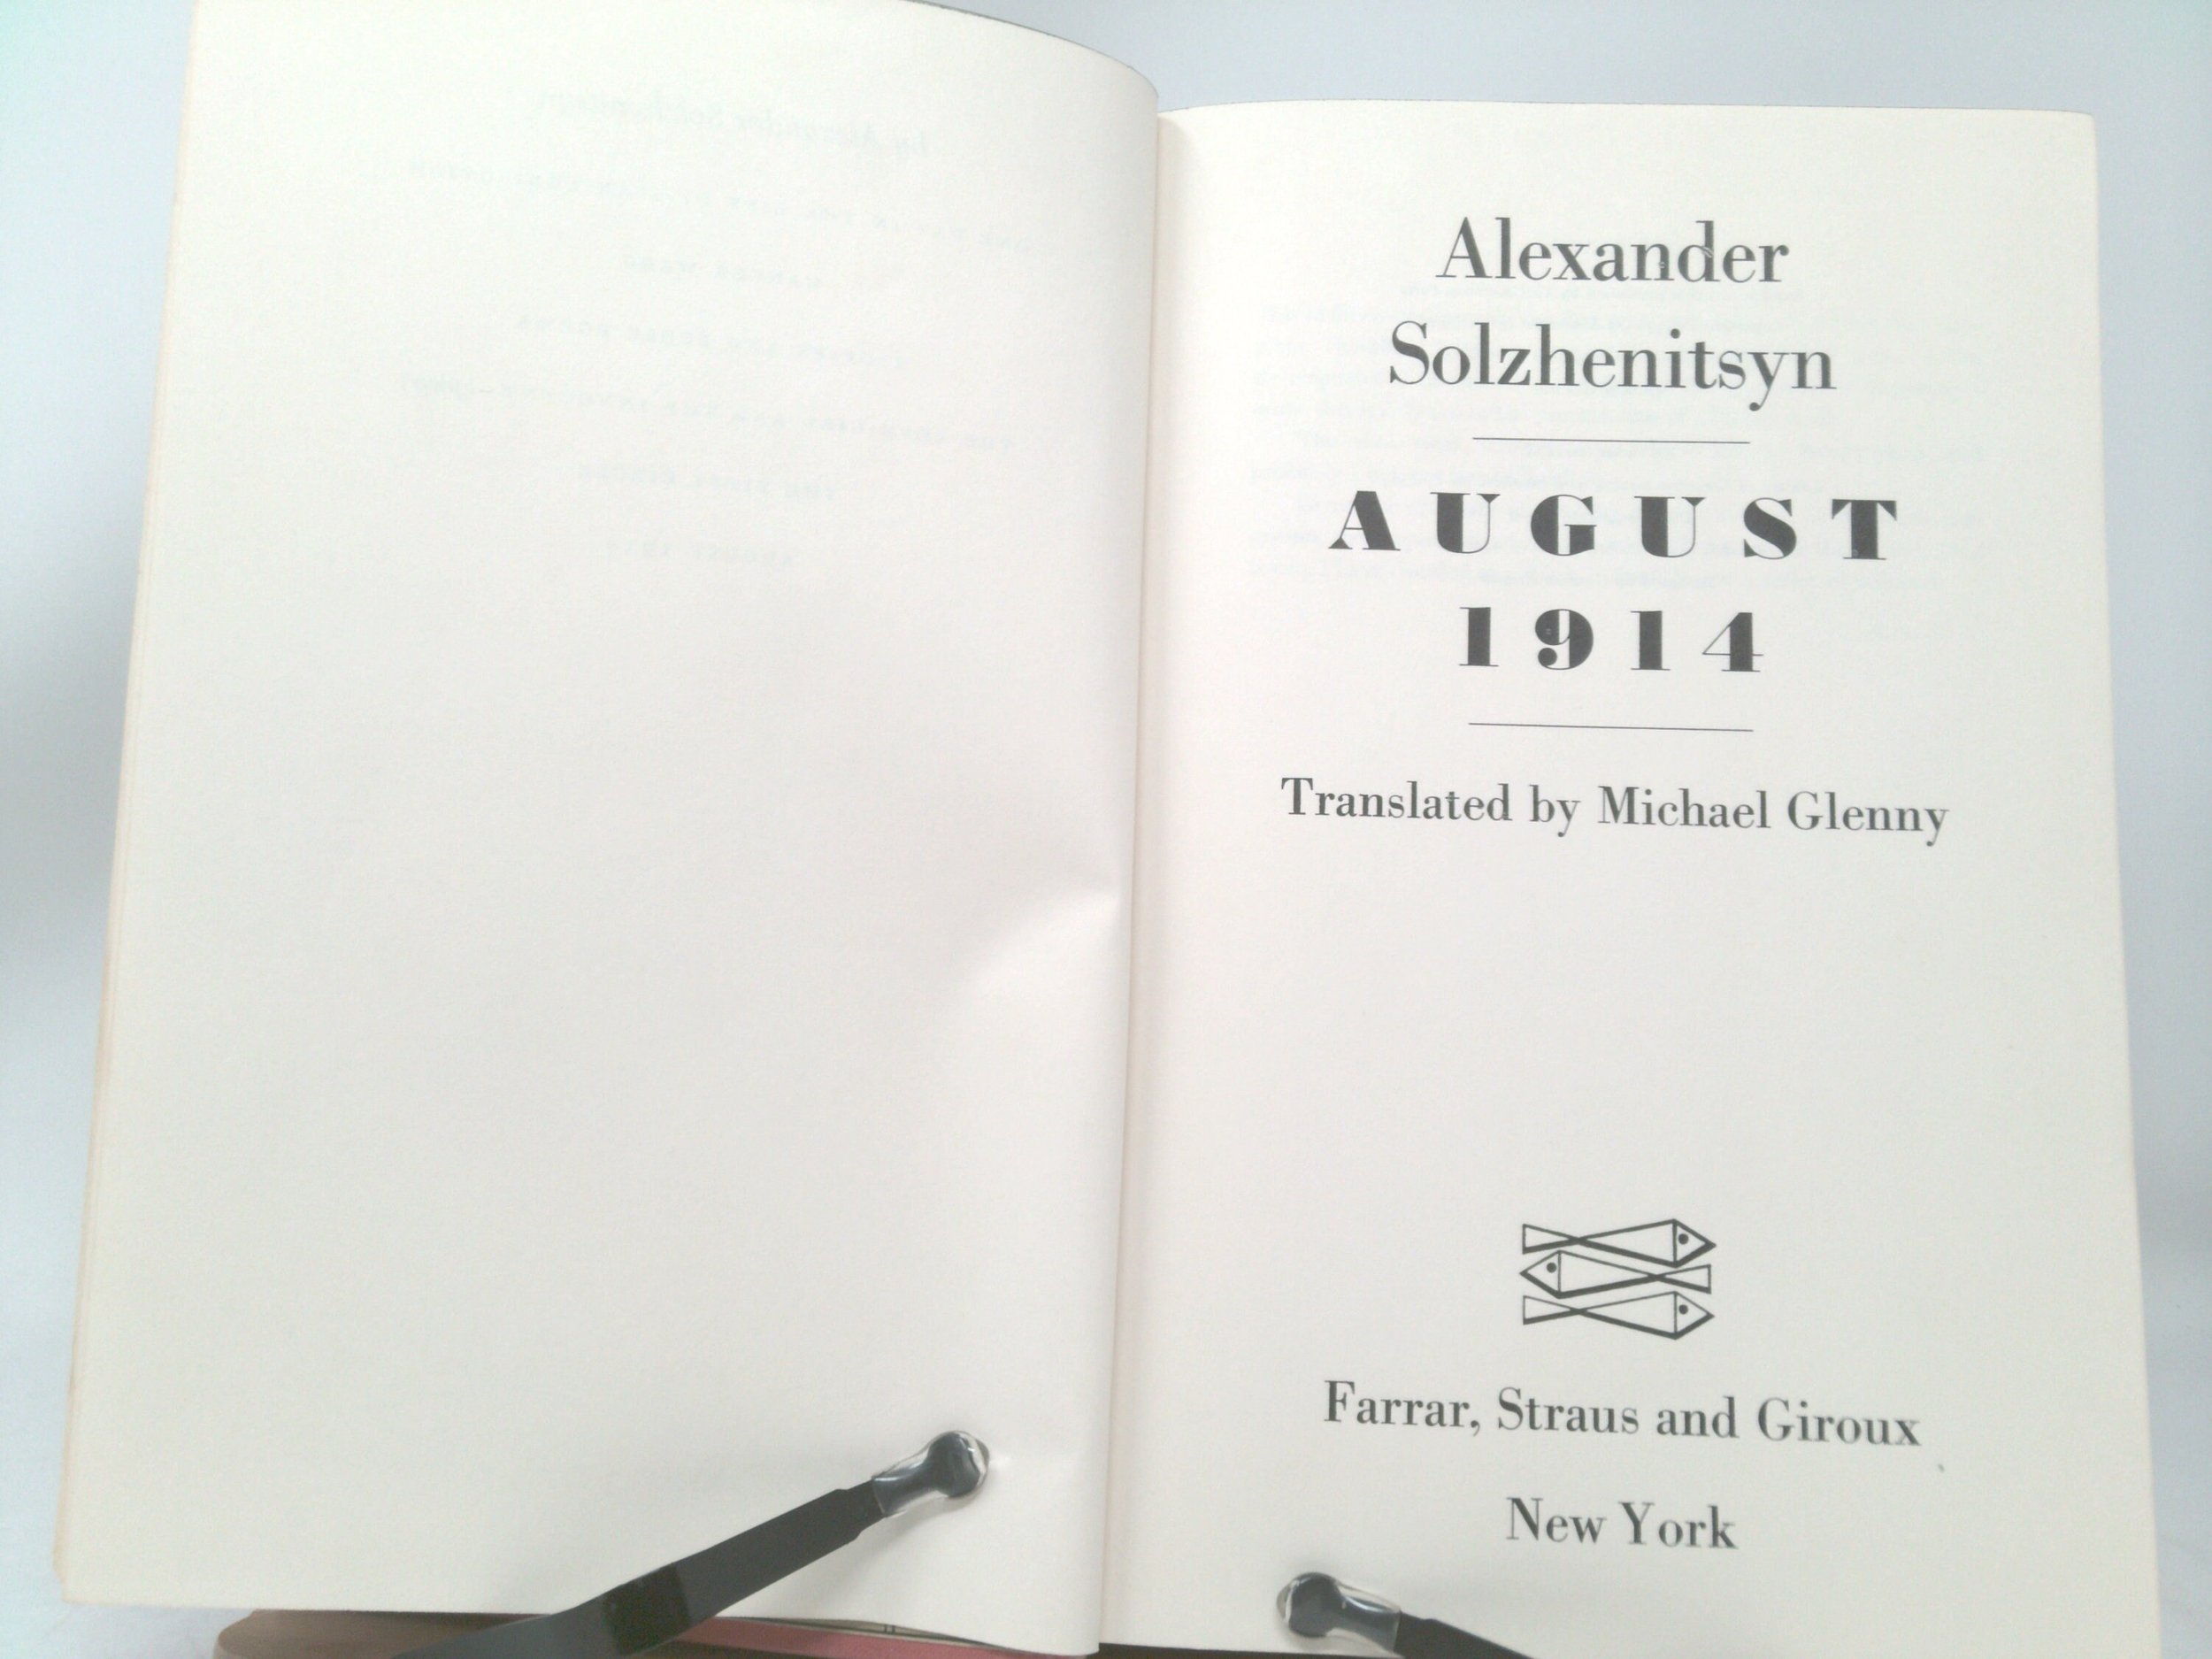 Alexander
Solzhenitsyn
AUGUST
1914
Translated by Michael Glenny
Farrar, Straus and Giroux
New York